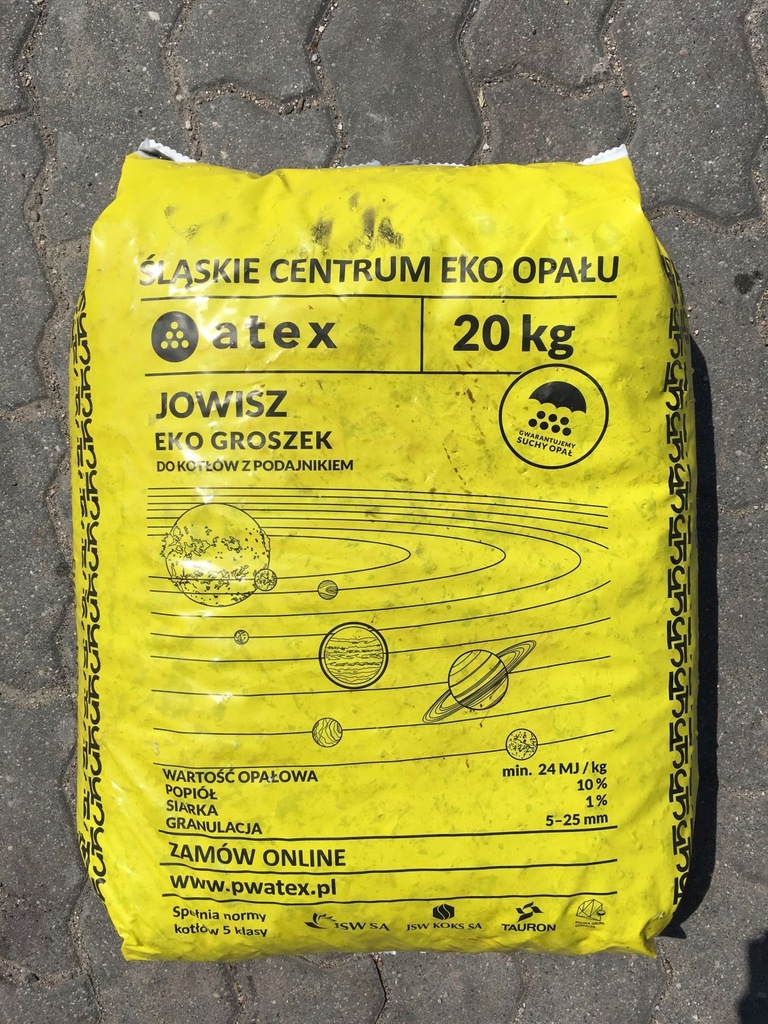 ŚLĄSKIE CENTRUM EKO OPAŁU
atex
20 kg
JOWISZ
EKO GROSZEK
DO KOTŁÓW Z PODAJNIKIEM
GWARANTUJEMY
SUCHY OPAŁ
WARTOŚĆ OPAŁOWA min. 24 MJ / kg
POPIÓŁ 10 %
SIARKA 1 %
GRANULACJA 5–25 mm
ZAMÓW ONLINE
www.pwatex.pl
Spełnia normy
kotłów 5 klasy
JSW SA
JSW KOKS SA
TAURON